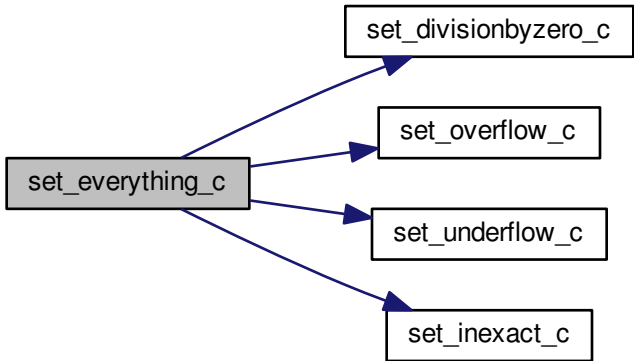 set_divisionbyzero_c
set_overflow_c
set_everything_c
set_underflow_c
set_inexact_c